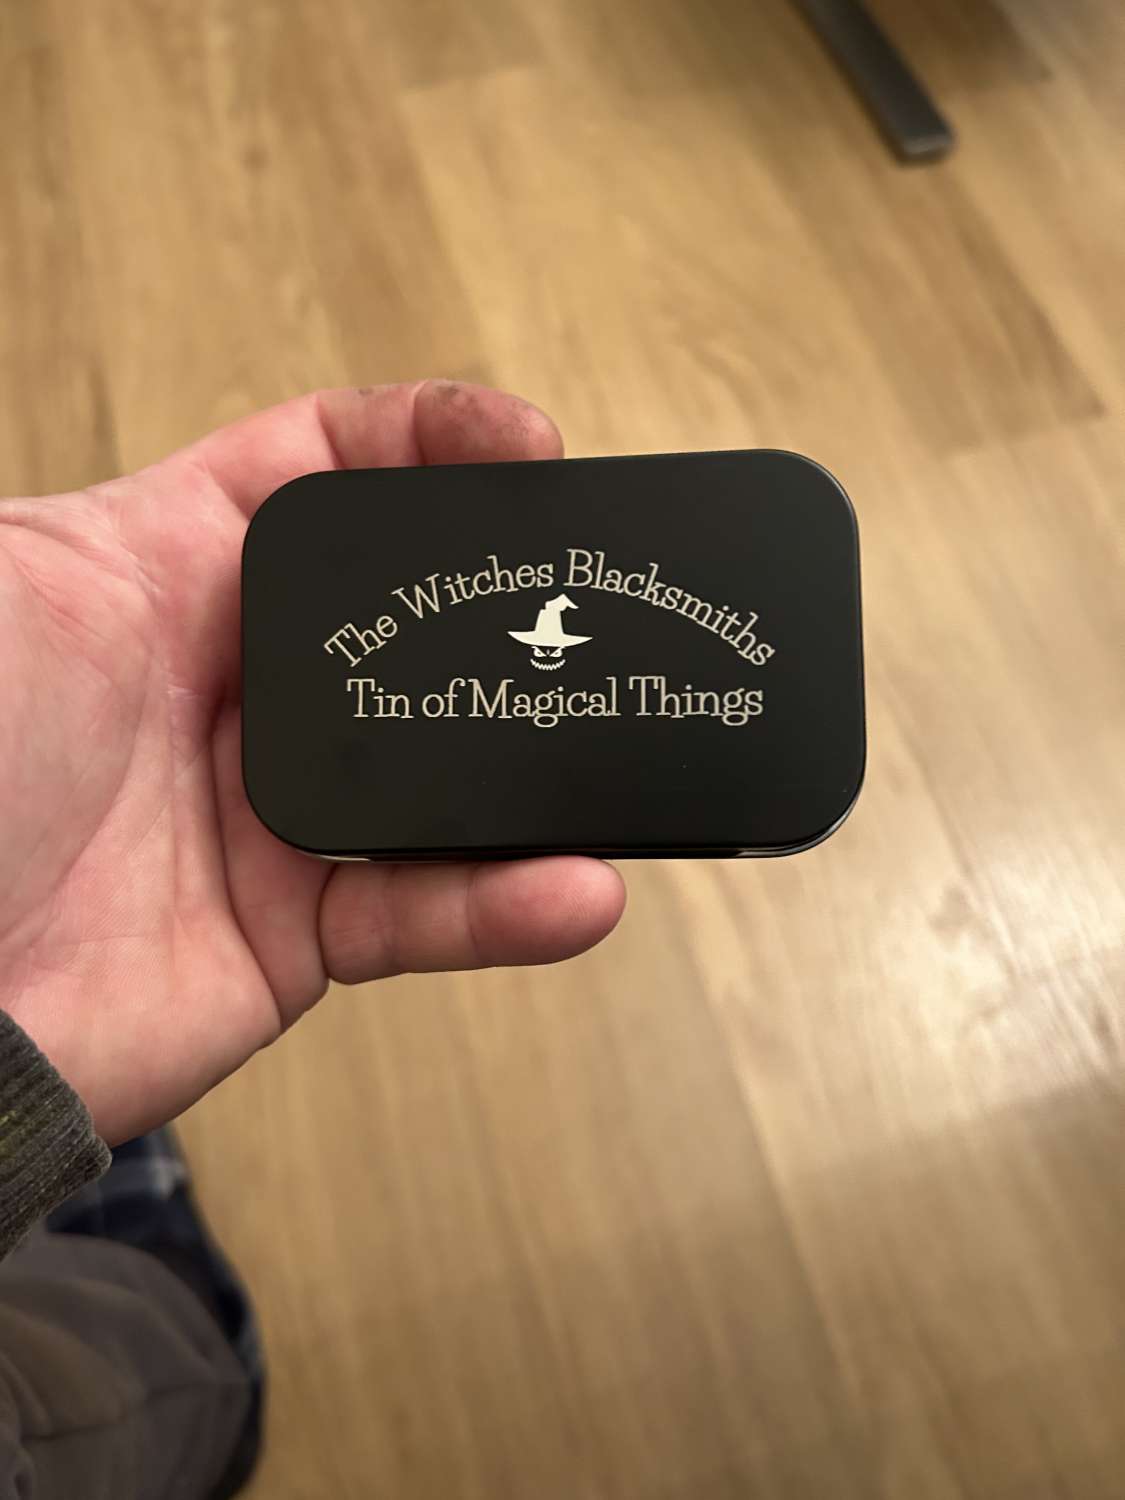 The Witches Blacksmiths
Tin of Magical Things